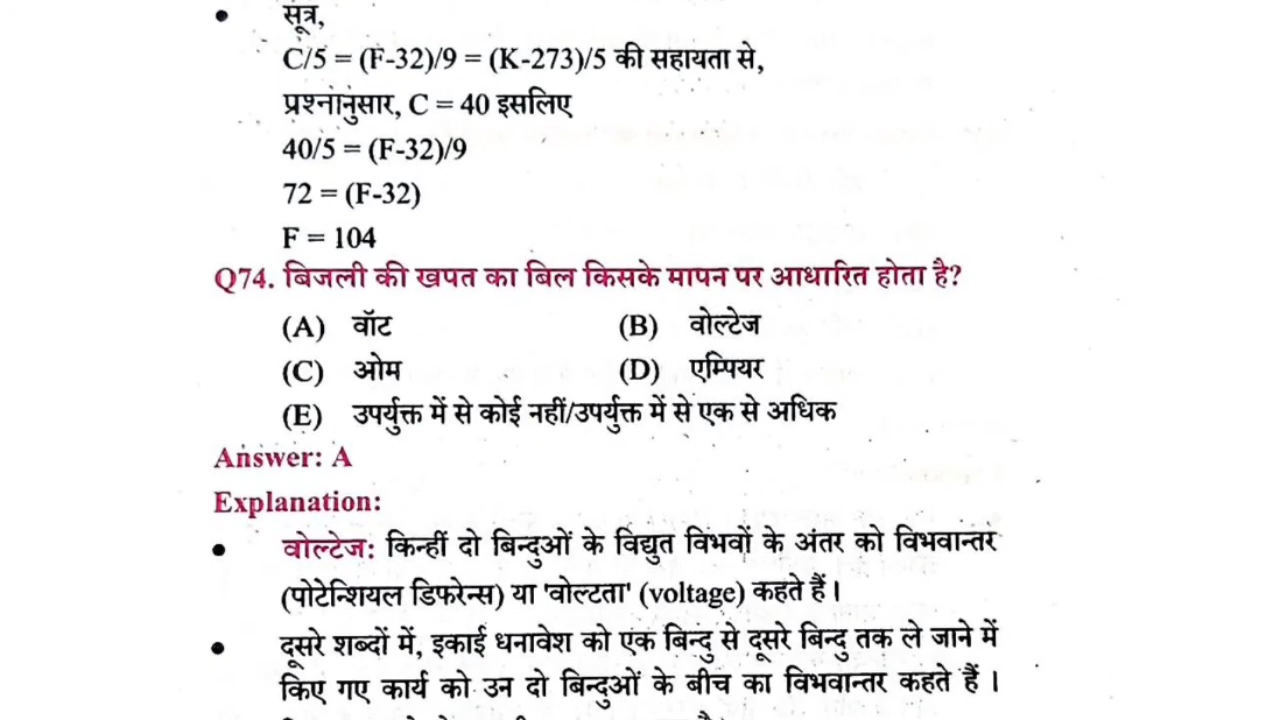 • सूत्र,
C/5 = (F-32)/9 = (K-273)/5 की सहायता से,
प्रश्नानुसार, C = 40 इसलिए
40/5 = (F-32)/9
72 = (F-32)
F = 104
Q74. बिजली की खपत का बिल किसके मापन पर आधारित होता है?
(A) वॉट (B) वोल्टेज
(C) ओम (D) एम्पियर
(E) उपर्युक्त में से कोई नहीं/उपर्युक्त में से एक से अधिक
Answer: A
Explanation:
• वोल्टेज: किन्हीं दो बिन्दुओं के विद्युत विभवों के अंतर को विभवान्तर
(पोटेन्शियल डिफरेन्स) या 'वोल्टता' (voltage) कहते हैं।
• दूसरे शब्दों में, इकाई धनावेश को एक बिन्दु से दूसरे बिन्दु तक ले जाने में
किए गए कार्य को उन दो बिन्दुओं के बीच का विभवान्तर कहते हैं ।